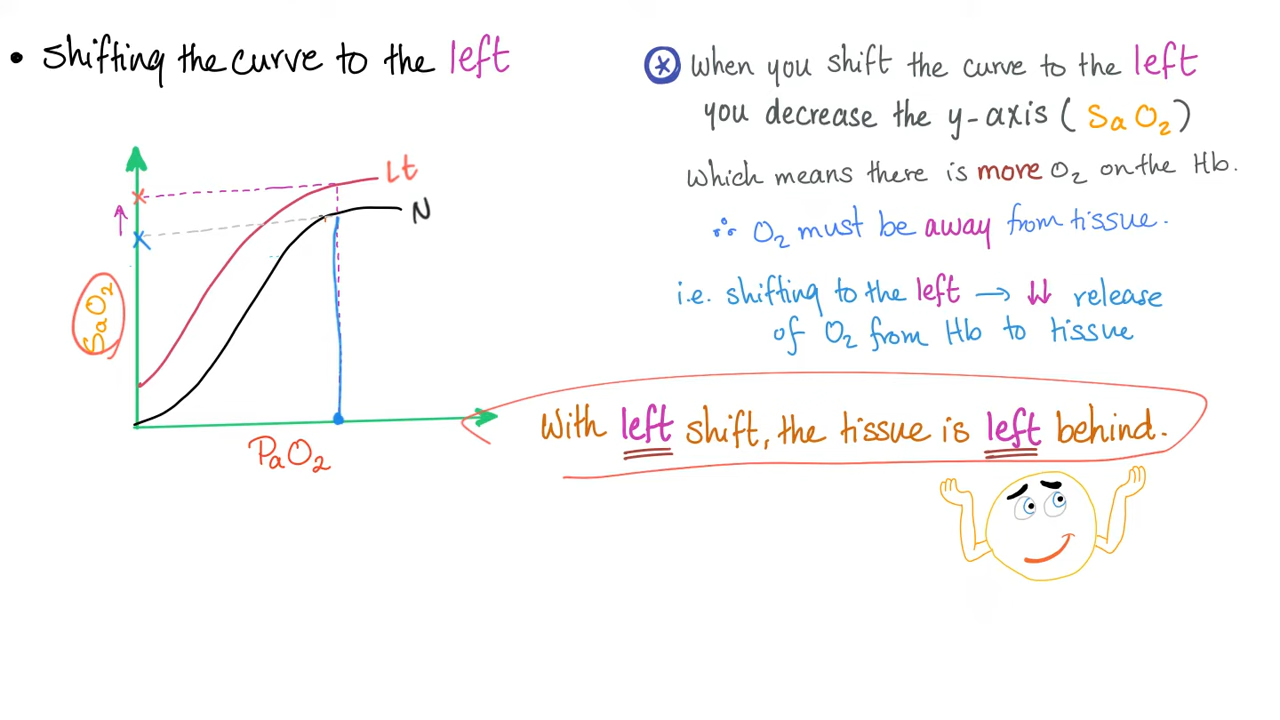 • Shifting the curve to the left
Lt
N
x
x
SaO2
PaO2
* When you shift the curve to the left
you decrease the y-axis (SaO2)
which means there is more O2 on the Hb.
∴ O2 must be away from tissue.
i.e. shifting to the left → ↓↓ release
of O2 from Hb to tissue
With left shift, the tissue is left behind.